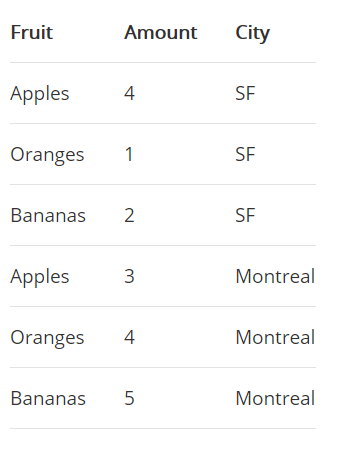 Fruit Amount City
Apples 4 SF
Oranges 1 SF
Bananas 2 SF
Apples 3 Montreal
Oranges 4 Montreal
Bananas 5 Montreal